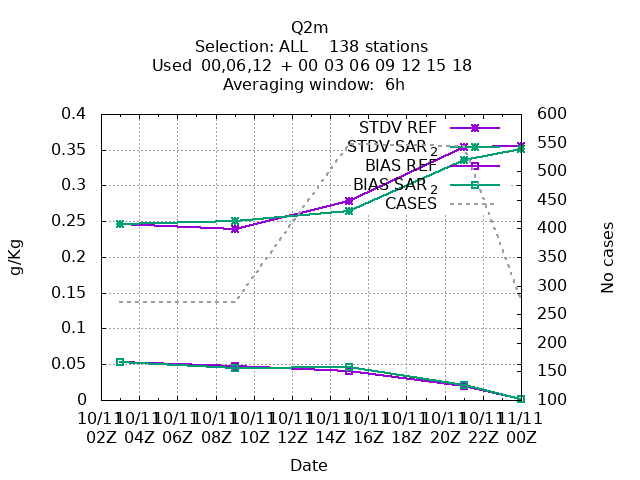 Q2m
Selection: ALL 138 stations
Used 00,06,12 + 00 03 06 09 12 15 18
Averaging window: 6h
0.4
0.35
0.3
0.25
0.2
0.15
0.1
0.05
0
g/Kg
600
550
500
450
400
350
300
250
200
150
100
No cases
STDV REF
STDV SAR 2
BIAS REF
BIAS SAR 2
CASES
10/11 10/11 10/11 10/11 10/11 10/11 10/11 10/11 10/11 10/11 10/11 11/11
02Z 04Z 06Z 08Z 10Z 12Z 14Z 16Z 18Z 20Z 22Z 00Z
Date